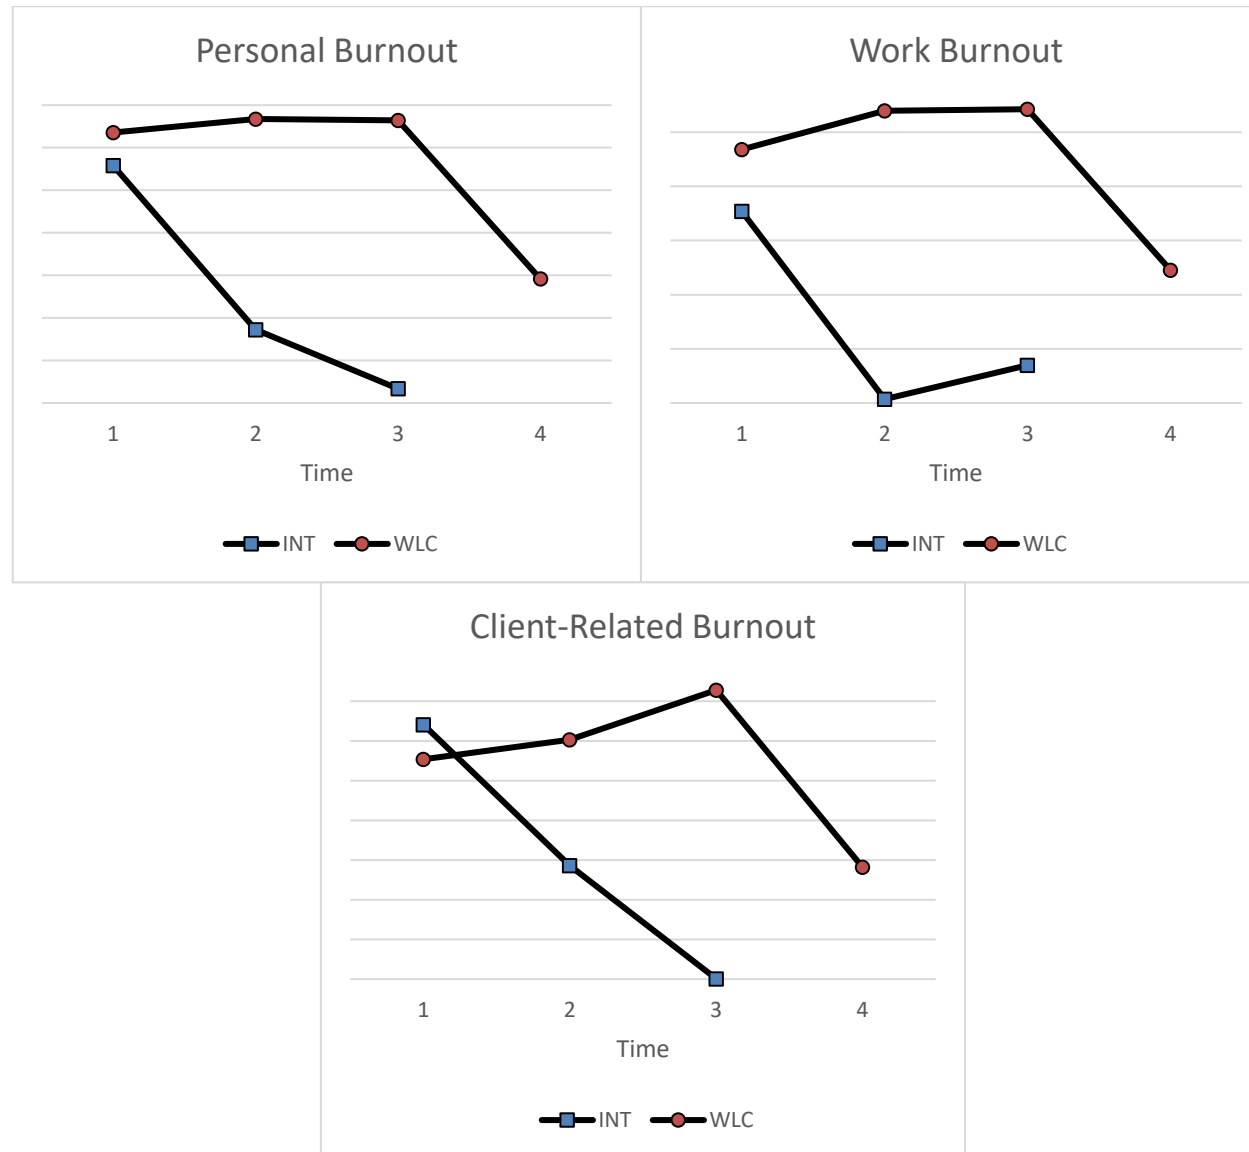 Personal Burnout
1 2 3 4
Time
INT WLC
Work Burnout
1 2 3 4
Time
INT WLC
Client-Related Burnout
1 2 3 4
Time
INT WLC